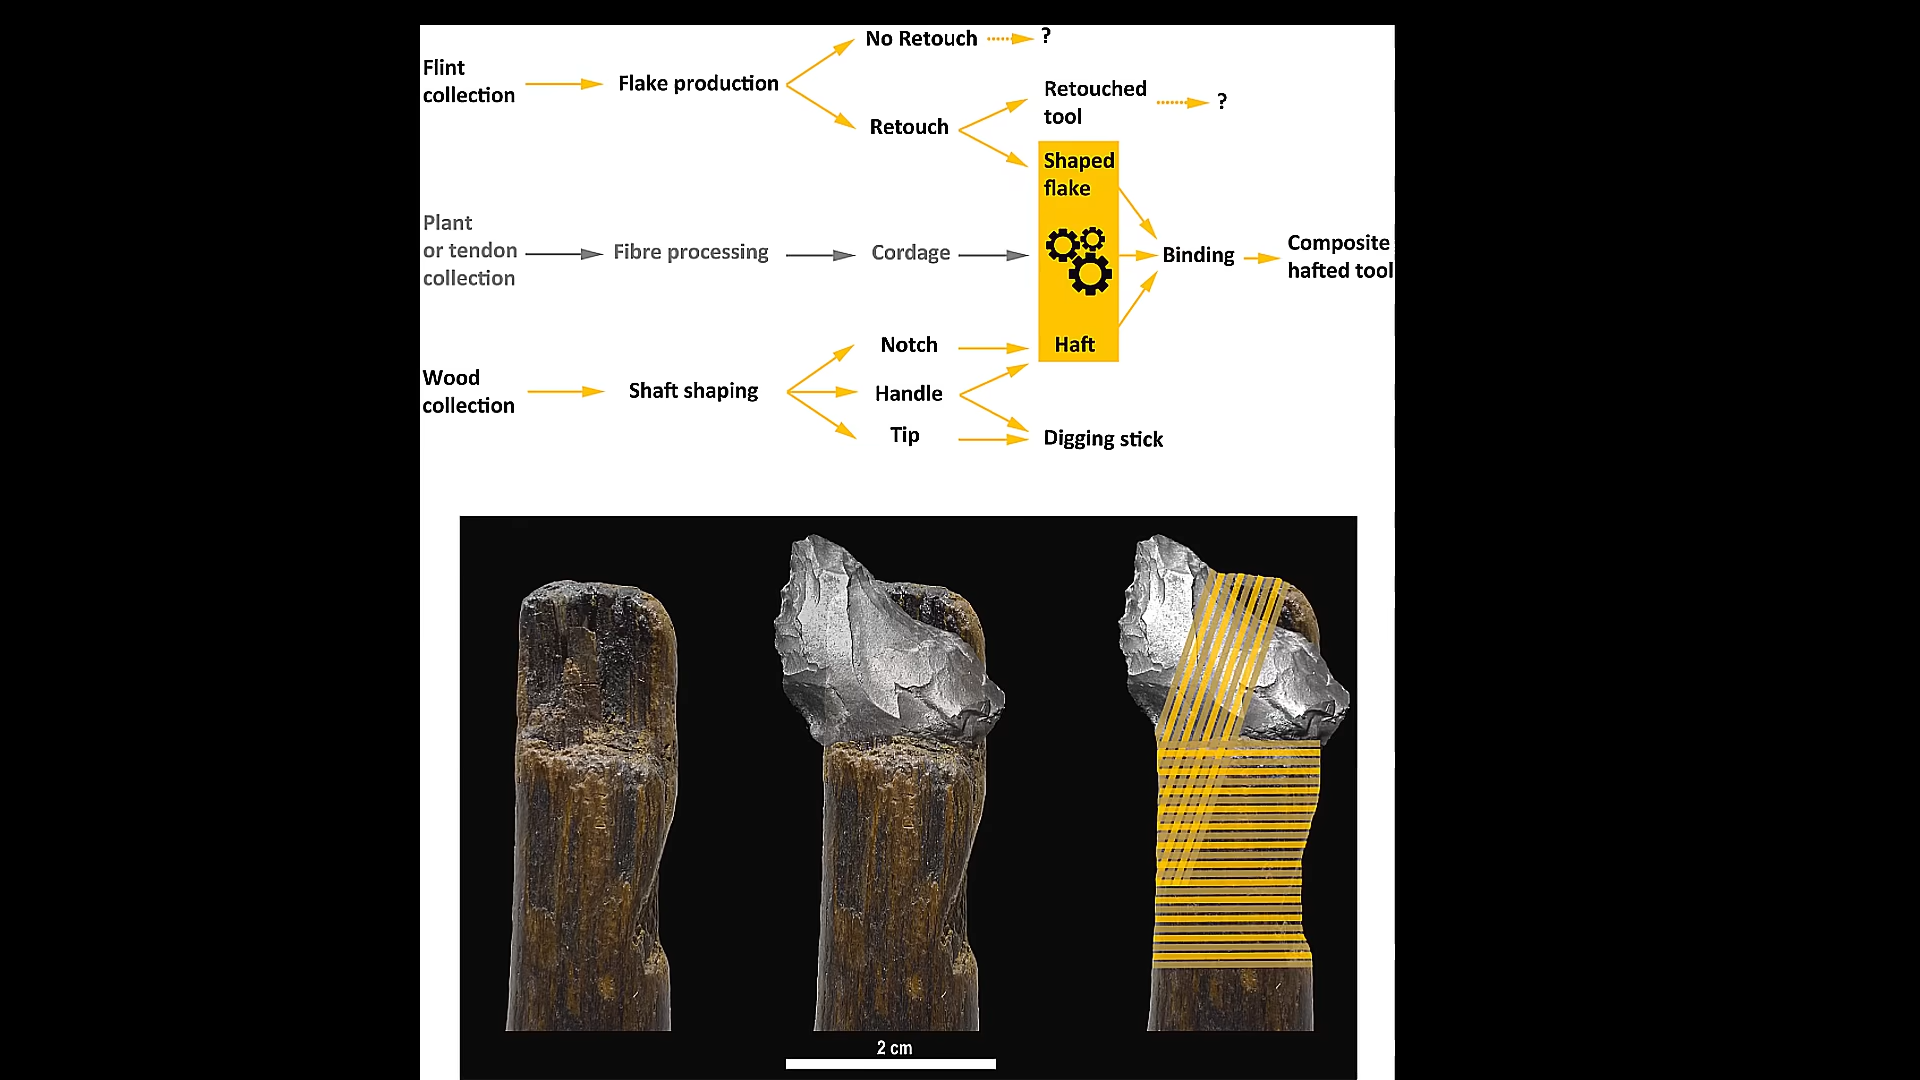 No Retouch
?
Flint
collection
Flake production
Retouch
Retouched
tool
?
Shaped
flake
Plant
or tendon
collection
Fibre processing
Cordage
Binding
Composite
hafted tool
Notch
Haft
Wood
collection
Shaft shaping
Handle
Tip
Digging stick
2 cm